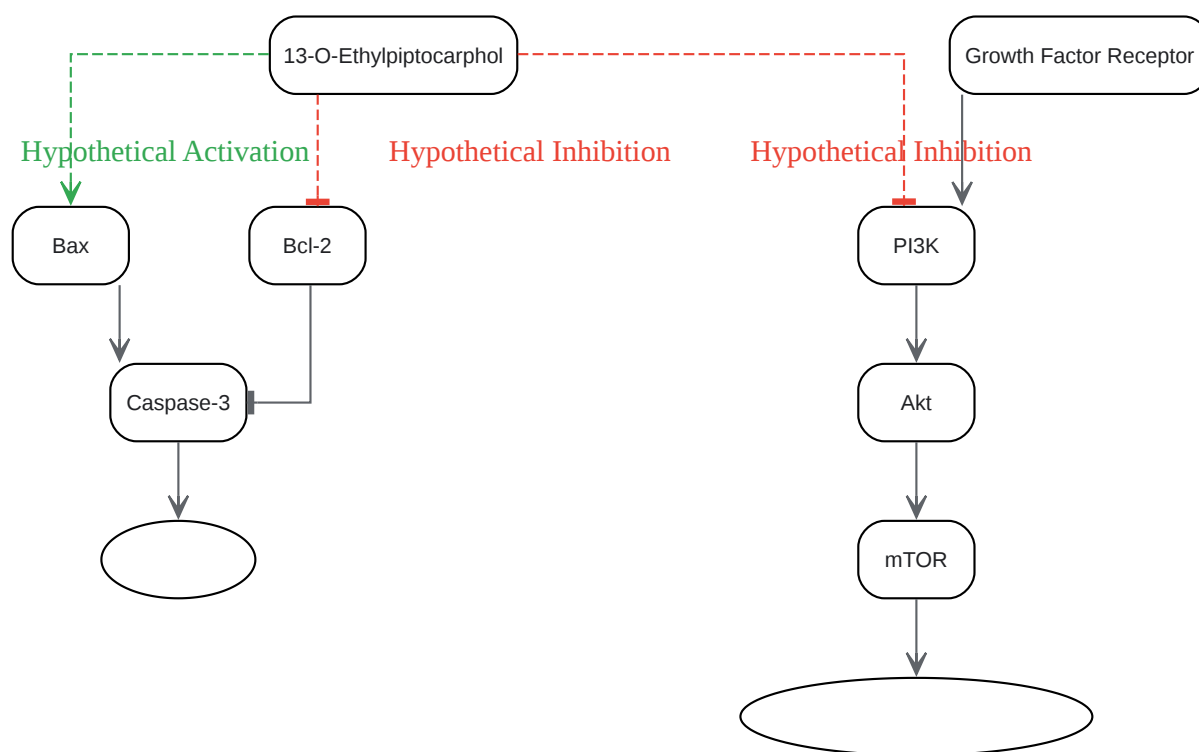 13-O-Ethylpiptocarphol
Growth Factor Receptor
Hypothetical Activation
Hypothetical Inhibition
Hypothetical Inhibition
Bax
Bcl-2
PI3K
Caspase-3
Akt
mTOR